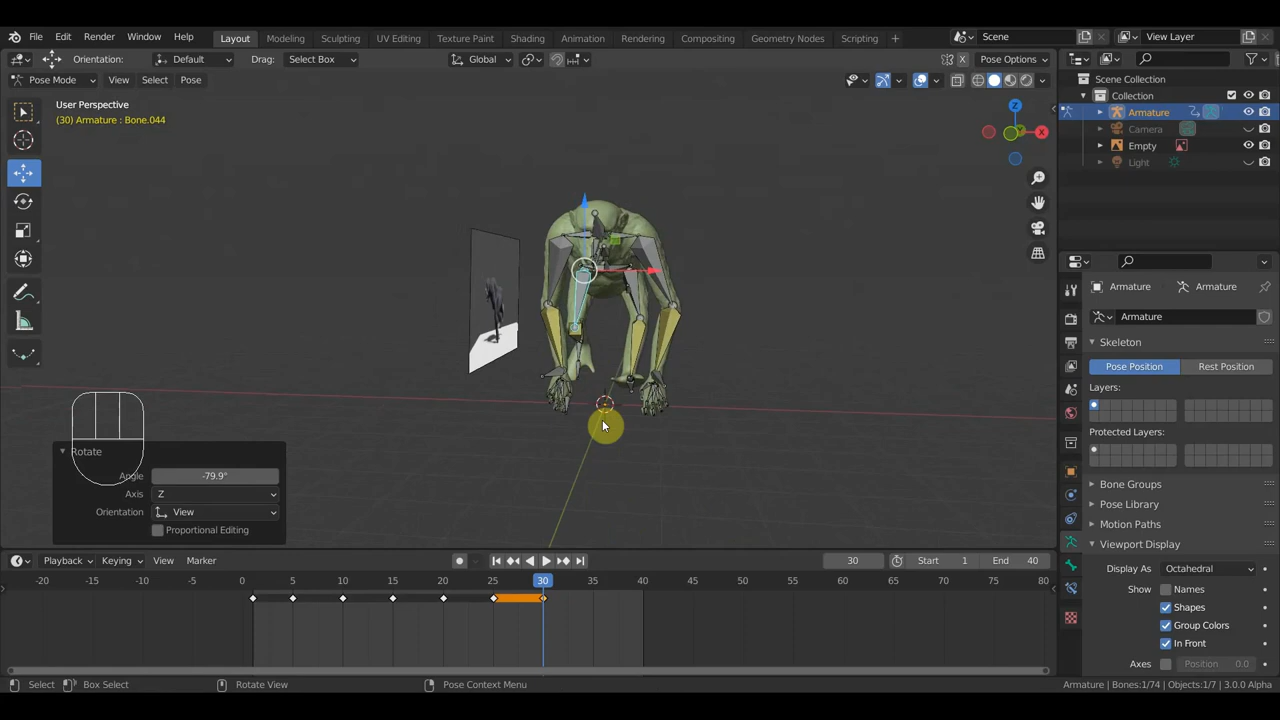 File Edit Render Window Help Layout Modeling Sculpting UV Editing Texture Paint Shading Animation Rendering Compositing Geometry Nodes Scripting + Scene View Layer
Orientation: Default Drag: Select Box Global Pose Options
Pose Mode View Select Pose
User Perspective
(30) Armature : Bone.044
Z
X
Scene Collection
Collection
Armature
Camera
Empty
Light
Armature Armature
Armature
Skeleton
Pose Position Rest Position
Layers:
Protected Layers:
Bone Groups
Pose Library
Motion Paths
Viewport Display
Display As Octahedral
Show Names
Shapes
Group Colors
In Front
Axes Position 0.0
Rotate
Angle -79.9°
Axis Z
Orientation View
Proportional Editing
Playback Keying View Marker 30 Start 1 End 40
-20 -15 -10 -5 0 5 10 15 20 25 30 35 40 45 50 55 60 65 70 75 80
Select Box Select Rotate View Pose Context Menu Armature | Bones:1/74 | Objects:1/7 | 3.0.0 Alpha